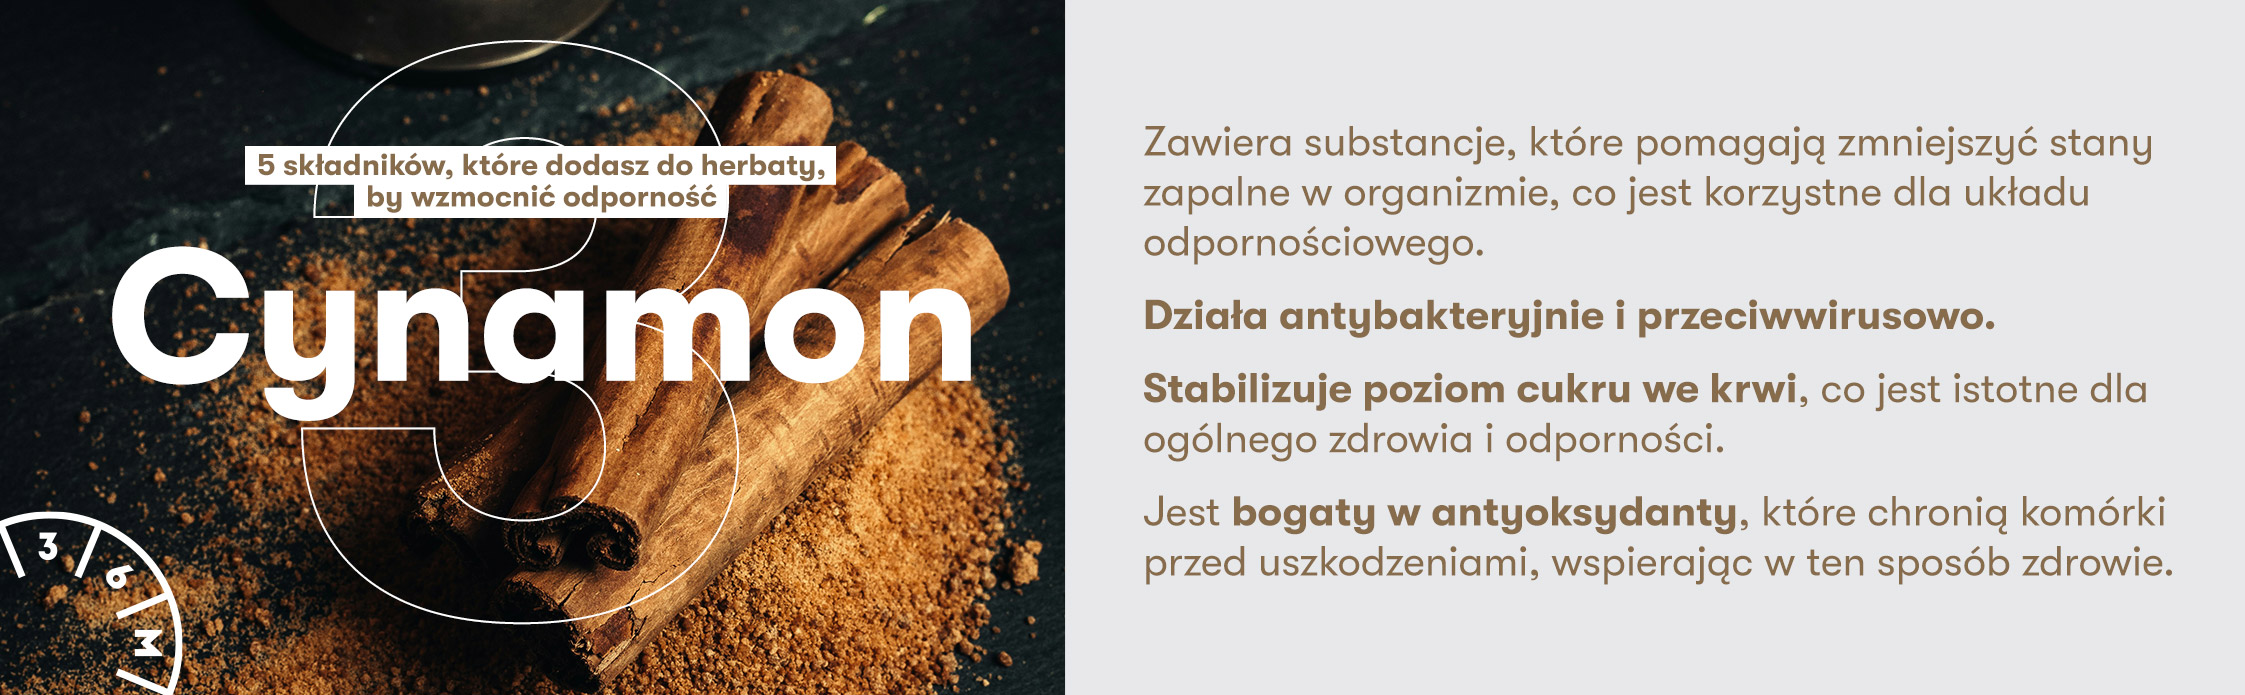 5 składników, które dodasz do herbaty,
by wzmocnić odporność
3
Cynamon
3
6
M
Zawiera substancje, które pomagają zmniejszyć stany
zapalne w organizmie, co jest korzystne dla układu
odpornościowego.
Działa antybakteryjnie i przeciwwirusowo.
Stabilizuje poziom cukru we krwi, co jest istotne dla
ogólnego zdrowia i odporności.
Jest bogaty w antyoksydanty, które chronią komórki
przed uszkodzeniami, wspierając w ten sposób zdrowie.